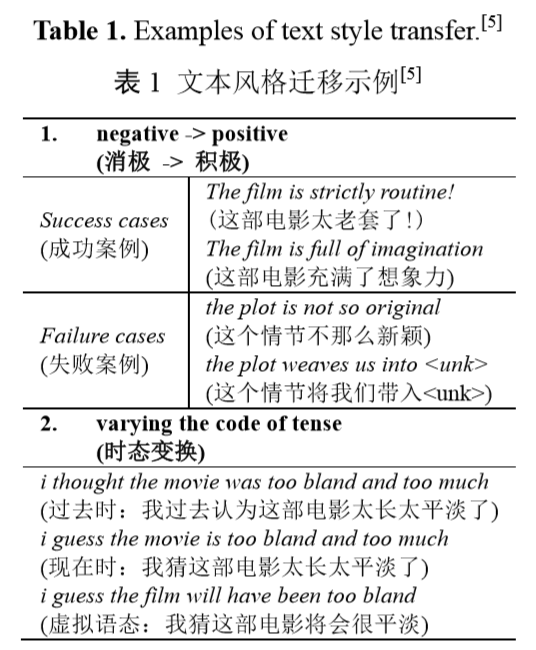 Table 1. Examples of text style transfer.[5]
表 1 文本风格迁移示例[5]
1. negative -> positive
(消极 -> 积极)
Success cases
(成功案例)
The film is strictly routine!
(这部电影太老套了!)
The film is full of imagination
(这部电影充满了想象力)
Failure cases
(失败案例)
the plot is not so original
(这个情节不那么新颖)
the plot weaves us into <unk>
(这个情节将我们带入<unk>)
2. varying the code of tense
(时态变换)
i thought the movie was too bland and too much
(过去时：我过去认为这部电影太长太平淡了)
i guess the movie is too bland and too much
(现在时：我猜这部电影太长太平淡了)
i guess the film will have been too bland
(虚拟语态：我猜这部电影将会很平淡)